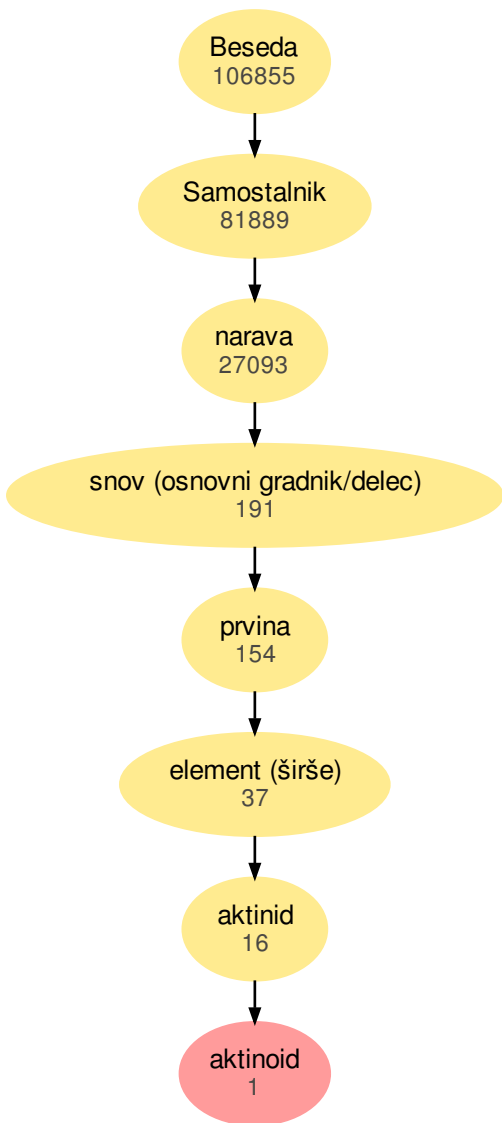 Beseda
106855
Samostalnik
81889
narava
27093
snov (osnovni gradnik/delec)
191
prvina
154
element (širše)
37
aktinid
16
aktinoid
1